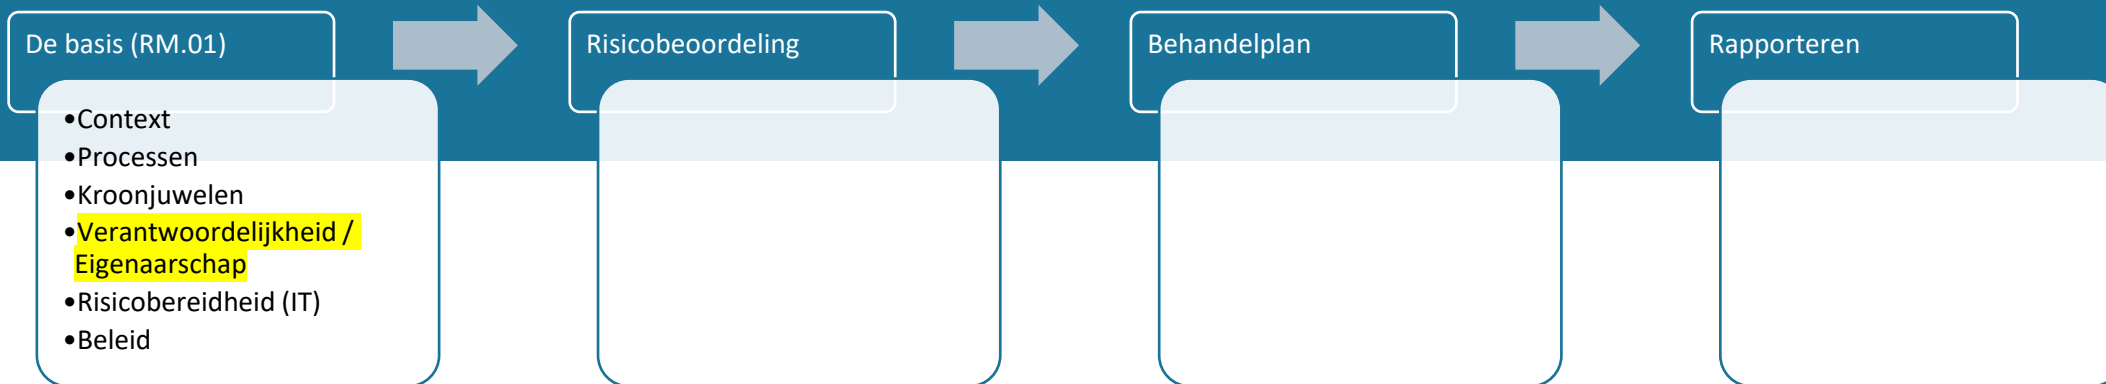 De basis (RM.01)
Risicobeoordeling
Behandelplan
Rapporteren
•Context
•Processen
•Kroonjuwelen
•Verantwoordelijkheid /
Eigenaarschap
•Risicobereidheid (IT)
•Beleid